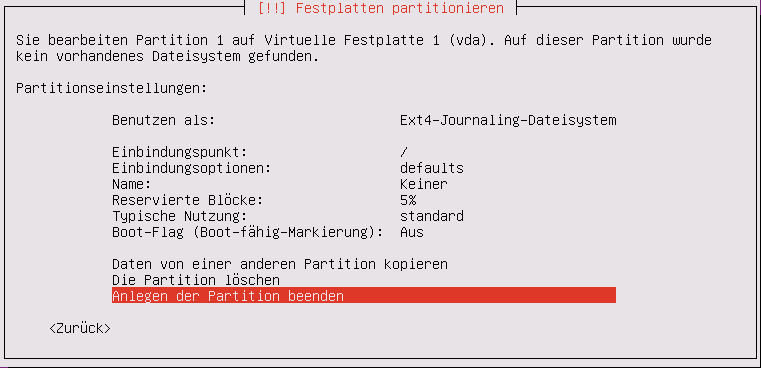 [!!] Festplatten partitionieren
Sie bearbeiten Partition 1 auf Virtuelle Festplatte 1 (vda). Auf dieser Partition wurde
kein vorhandenes Dateisystem gefunden.
Partitionseinstellungen:
Benutzen als: Ext4-Journaling-Dateisystem
Einbindungspunkt: /
Einbindungsoptionen: defaults
Name: Keiner
Reservierte Blöcke: 5%
Typische Nutzung: standard
Boot-Flag (Boot-fähig-Markierung): Aus
Daten von einer anderen Partition kopieren
Die Partition löschen
Anlegen der Partition beenden
<Zurück>